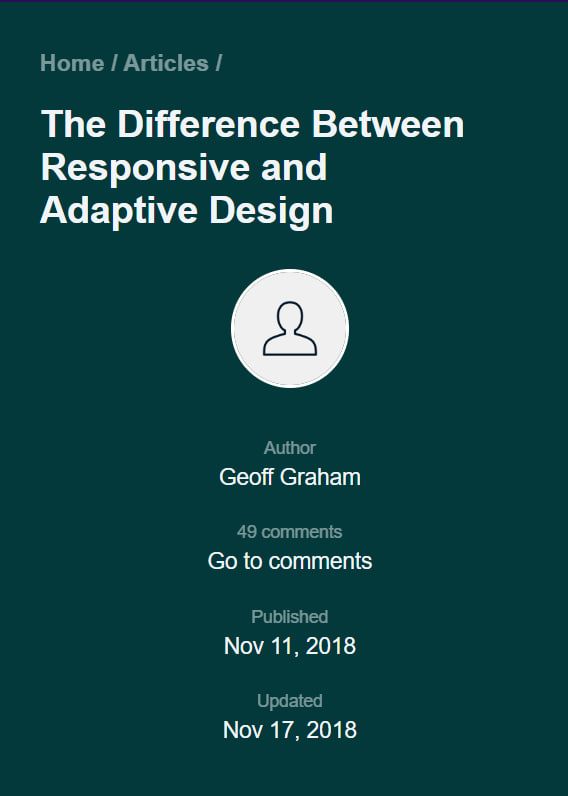 Home / Articles /
The Difference Between
Responsive and
Adaptive Design
Author
Geoff Graham
49 comments
Go to comments
Published
Nov 11, 2018
Updated
Nov 17, 2018